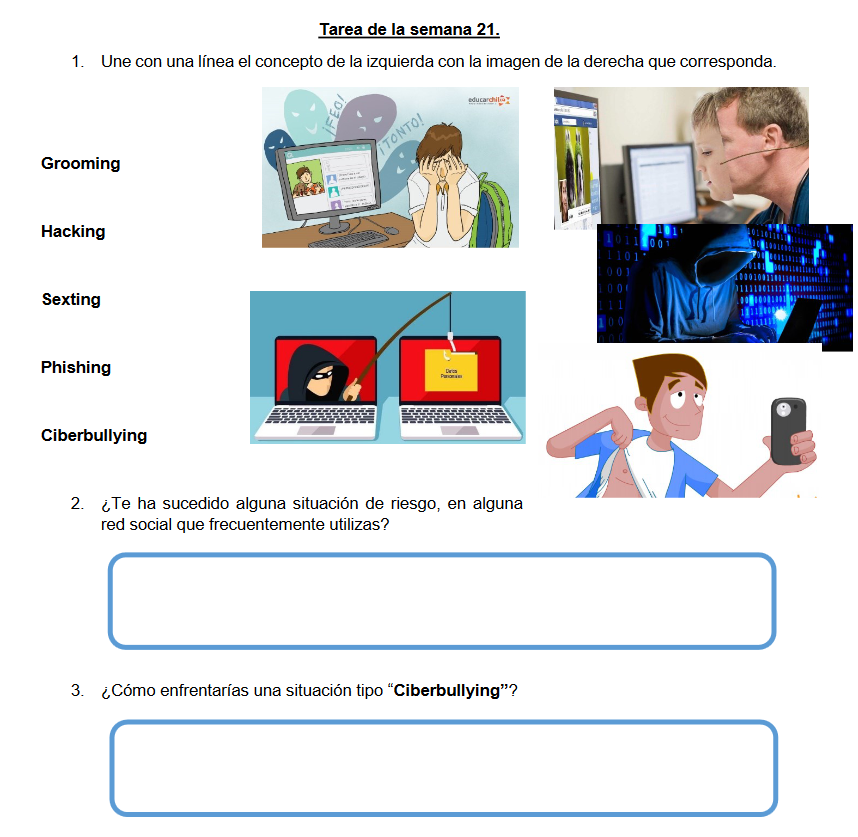 Tarea de la semana 21.
1. Une con una línea el concepto de la izquierda con la imagen de la derecha que corresponda.
¡FEO!
¡TONTO!
educarchile
Grooming
Hacking
Sexting
Phishing
Datos
Personales
Ciberbullying
2. ¿Te ha sucedido alguna situación de riesgo, en alguna
red social que frecuentemente utilizas?
3. ¿Cómo enfrentarías una situación tipo “Ciberbullying”?